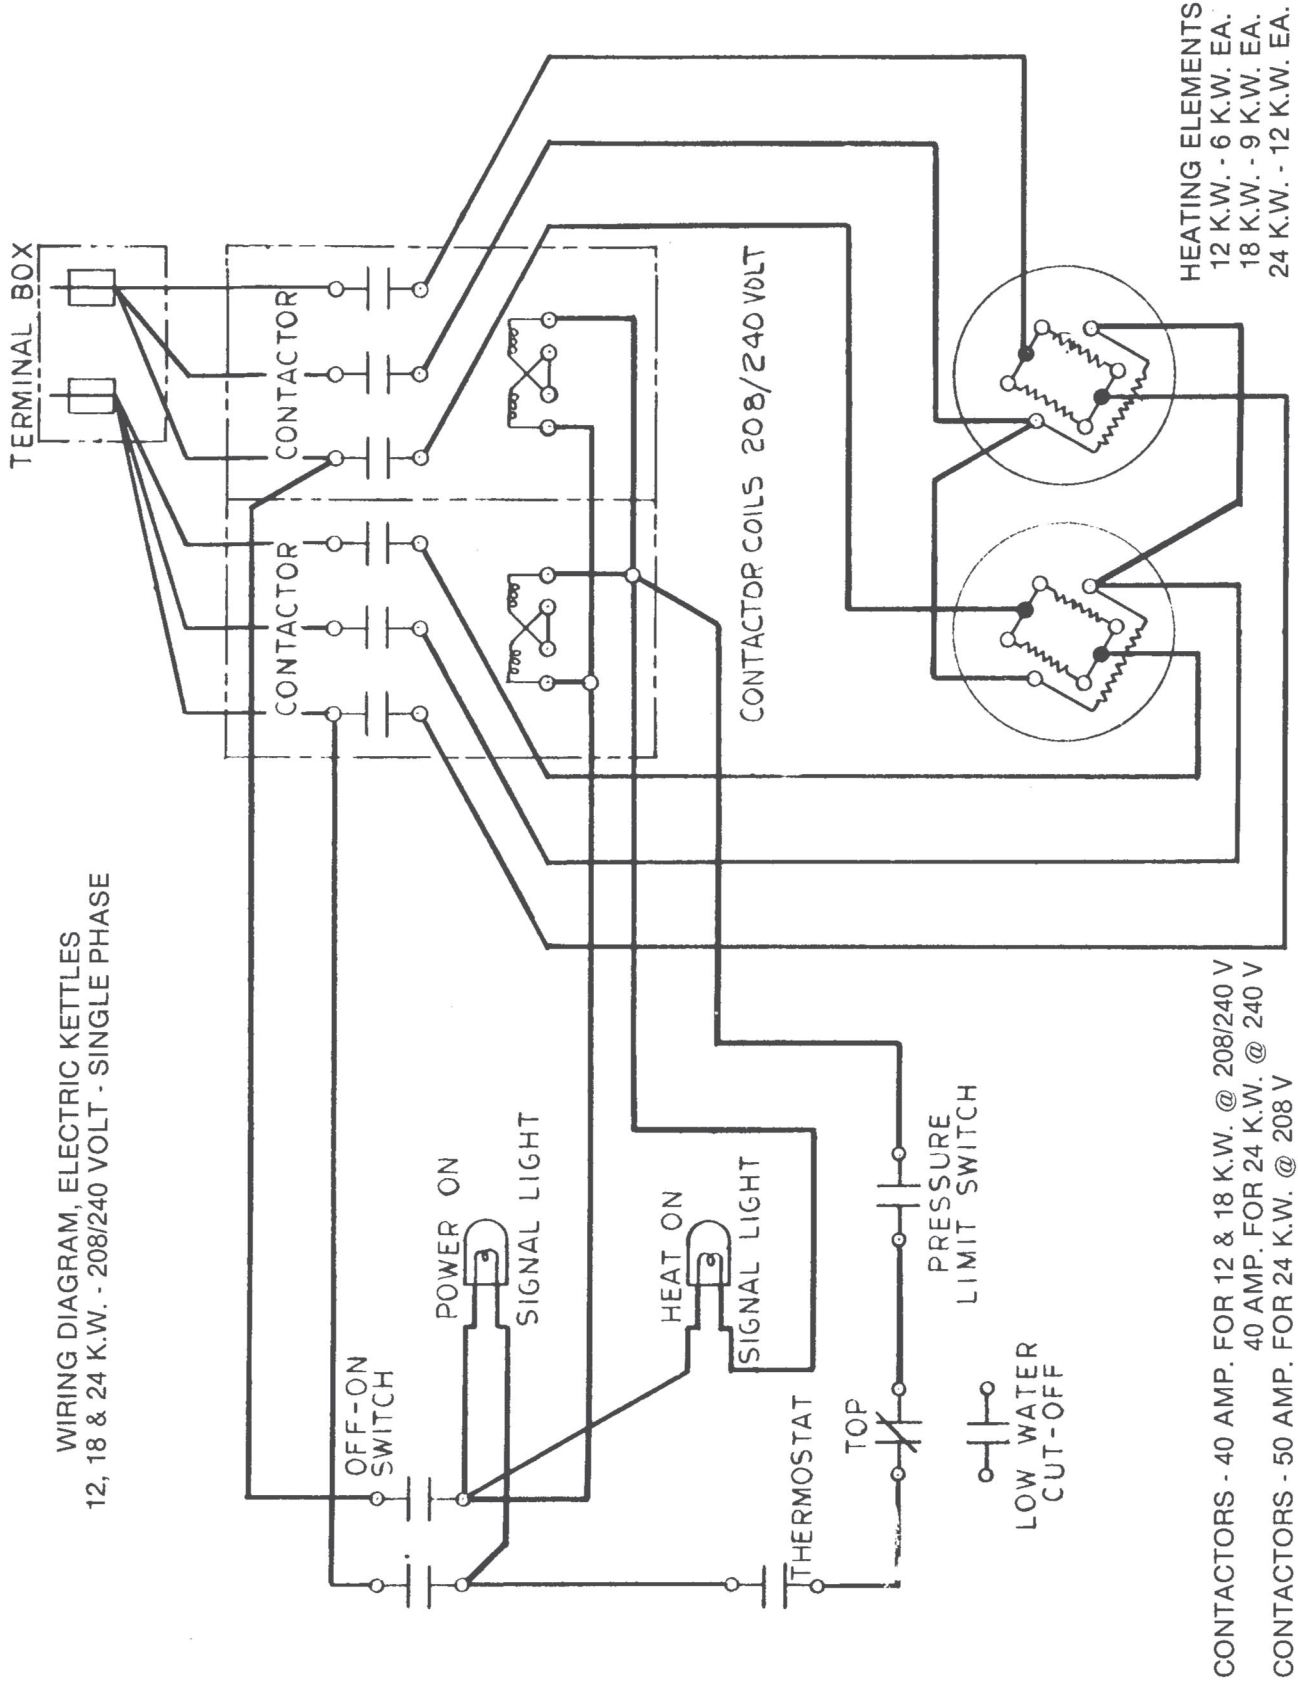 WIRING DIAGRAM, ELECTRIC KETTLES
12, 18 & 24 K.W. - 208/240 VOLT - SINGLE PHASE
TERMINAL BOX
CONTACTOR
CONTACTOR
CONTACTOR COILS 208/240 VOLT
OFF-ON
SWITCH
POWER ON
SIGNAL LIGHT
HEAT ON
SIGNAL LIGHT
THERMOSTAT
TOP
LOW WATER
CUT-OFF
PRESSURE
LIMIT SWITCH
HEATING ELEMENTS
12 K.W. - 6 K.W. EA.
18 K.W. - 9 K.W. EA.
24 K.W. - 12 K.W. EA.
CONTACTORS - 40 AMP. FOR 12 & 18 K.W. @ 208/240 V
40 AMP. FOR 24 K.W. @ 240 V
CONTACTORS - 50 AMP. FOR 24 K.W. @ 208 V